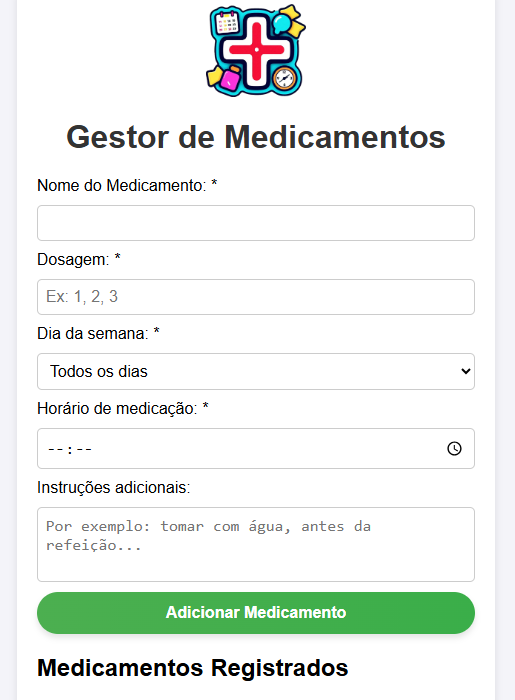 Gestor de Medicamentos
Nome do Medicamento: *
Dosagem: *
Ex: 1, 2, 3
Dia da semana: *
Todos os dias
Horário de medicação: *
--:--
Instruções adicionais:
Por exemplo: tomar com água, antes da
refeição...
Adicionar Medicamento
Medicamentos Registrados